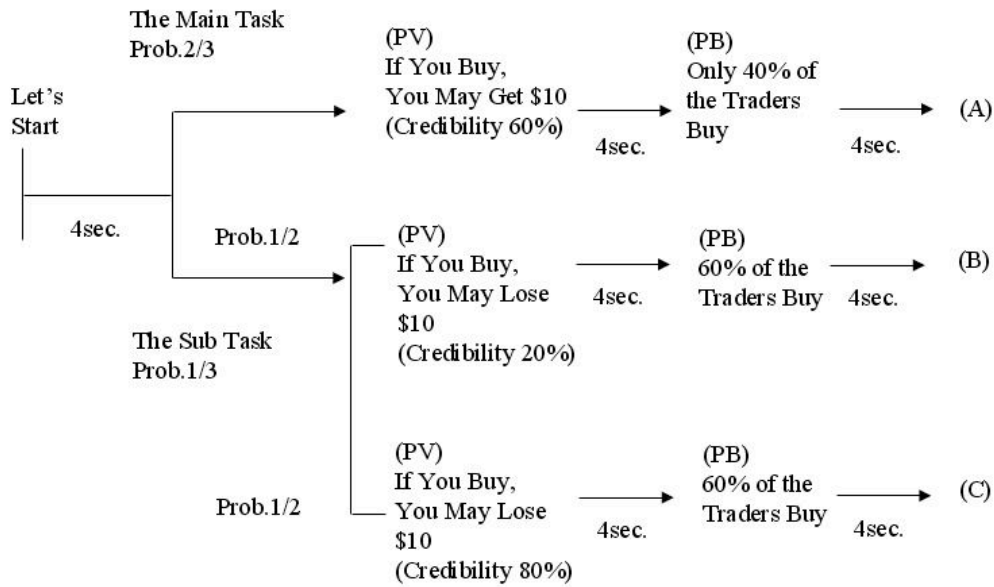 The Main Task
Prob.2/3
Let's
Start
4sec.
(PV)
If You Buy,
You May Get $10
(Credibility 60%)
4sec.
(PB)
Only 40% of
the Traders
Buy
4sec.
(A)
Prob.1/2
(PV)
If You Buy,
You May Lose
$10
(Credibility 20%)
4sec.
(PB)
60% of the
Traders Buy
4sec.
(B)
The Sub Task
Prob.1/3
Prob.1/2
(PV)
If You Buy,
You May Lose
$10
(Credibility 80%)
4sec.
(PB)
60% of the
Traders Buy
4sec.
(C)